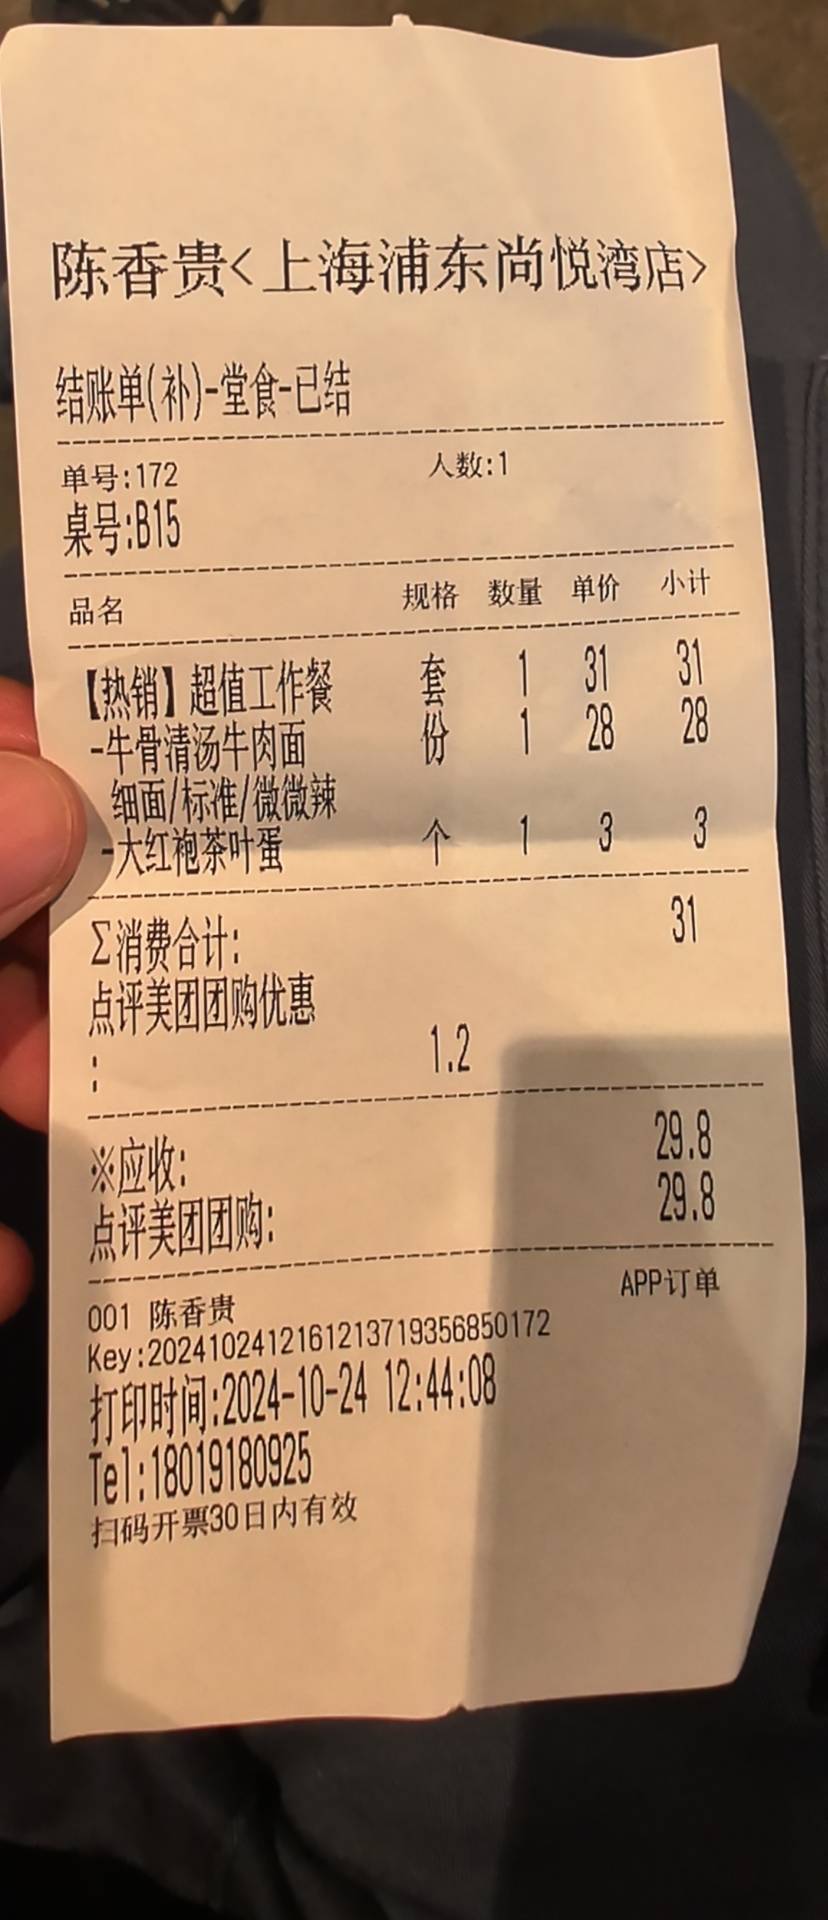 陈香贵<上海浦东尚悦湾店>
结账单(补)-堂食-已结
单号:172 人数:1
桌号:B15
品名 规格 数量 单价 小计
【热销】超值工作餐 套 1 31 31
-牛骨清汤牛肉面 份 1 28 28
细面/标准/微微辣
-大红袍茶叶蛋 个 1 3 3
Σ消费合计: 31
点评美团团购优惠
: 1.2
※应收: 29.8
点评美团团购: 29.8
001 陈香贵 APP订单
Key:2024102412161213719356850172
打印时间:2024-10-24 12:44:08
Tel:18019180925
扫码开票30日内有效